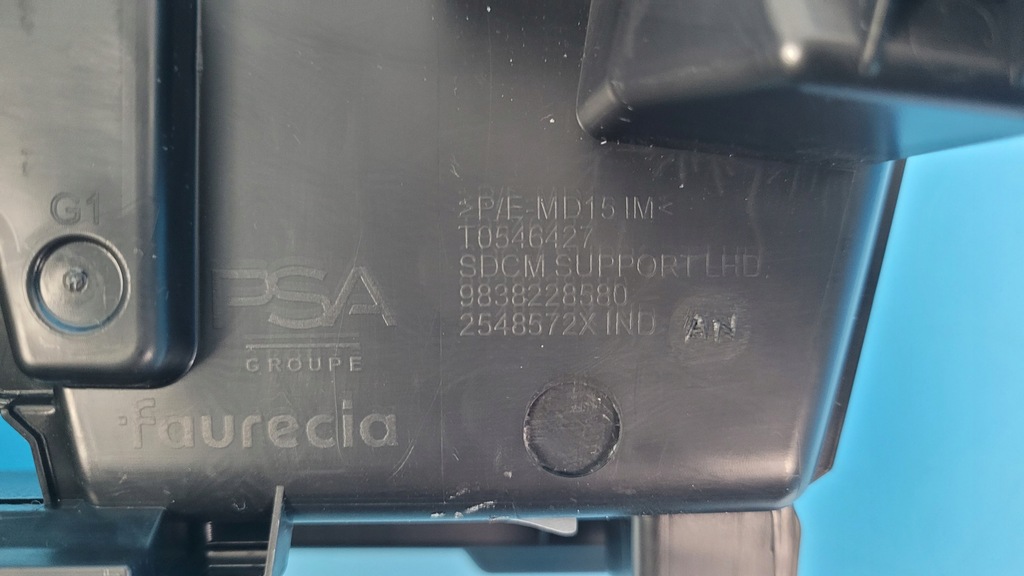 G1
>P/E-MD15 IM<
T0546427
SDCM SUPPORT LHD
9838228580
2548572X IND AN
PSA
GROUPE
faurecia